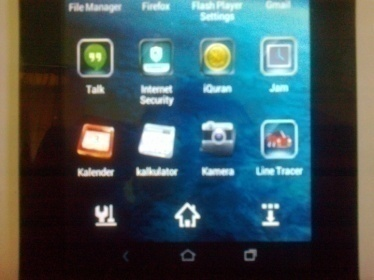 File Manager Firefox Flash Player Gmail
Settings
Talk Internet iQuran Jam
Security
Kalender kalkulator Kamera Line Tracer